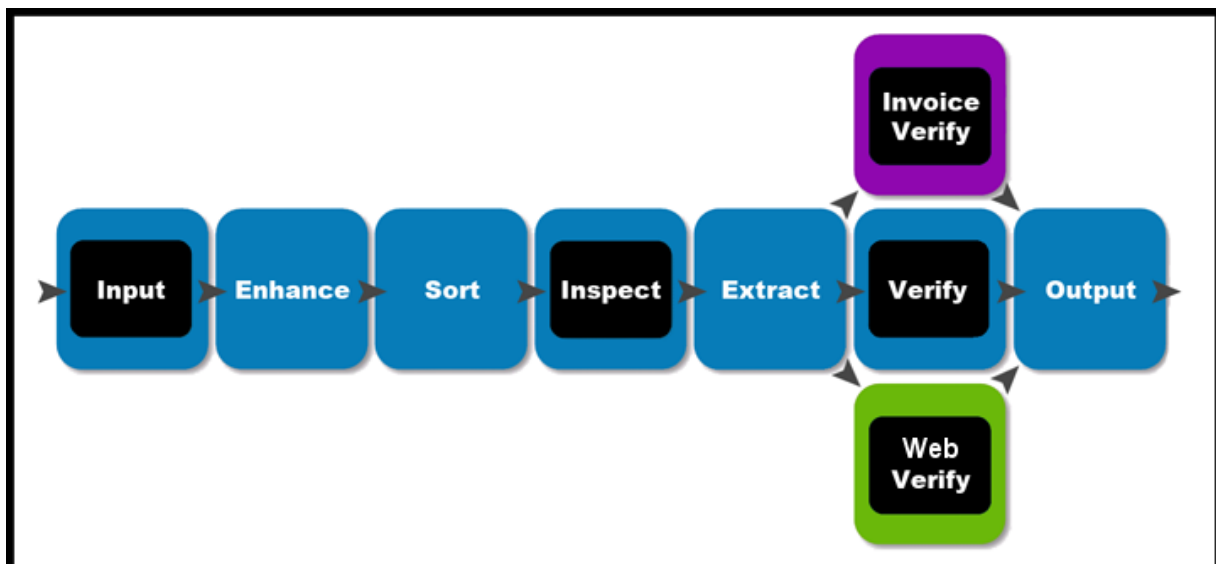 Invoice
Verify
Input
Enhance
Sort
Inspect
Extract
Verify
Output
Web
Verify